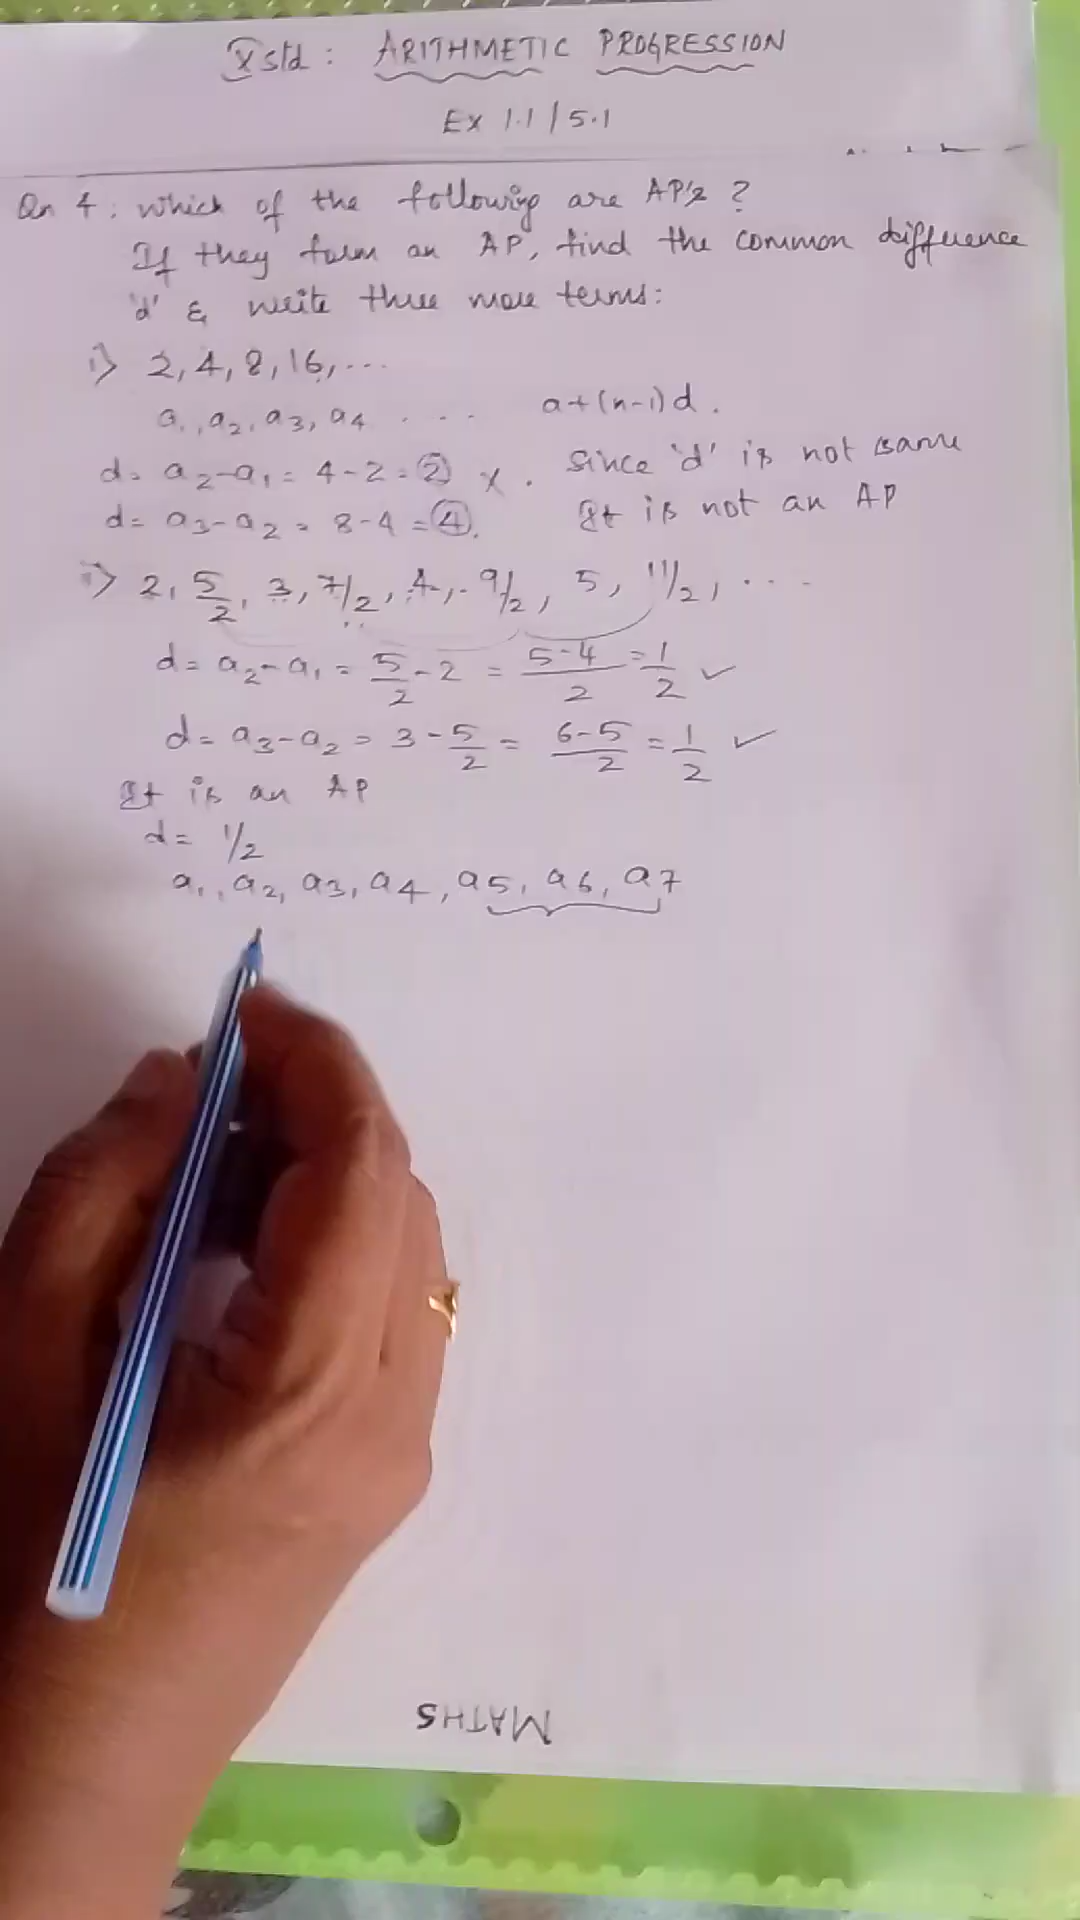 X std : ARITHMETIC PROGRESSION
Ex 1.1 / 5.1
Qn 4 : which of the following are AP's ?
If they form an AP, find the common difference
'd' & write three more terms:
i) 2, 4, 8, 16, ...
a₁, a₂, a₃, a₄ .... a+(n-1)d.
d= a₂-a₁ = 4-2 = 2 x . Since 'd' is not same
d= a₃-a₂ = 8-4 = 4. It is not an AP
ii) 2, 5/2, 3, 7/2, 4, 9/2, 5, 11/2, ....
d= a₂-a₁ = 5/2 - 2 = 5-4/2 = 1/2 ✓
d= a₃-a₂ = 3 - 5/2 = 6-5/2 = 1/2 ✓
It is an AP
d= 1/2
a₁, a₂, a₃, a₄, a5, a6, a7
MATHS